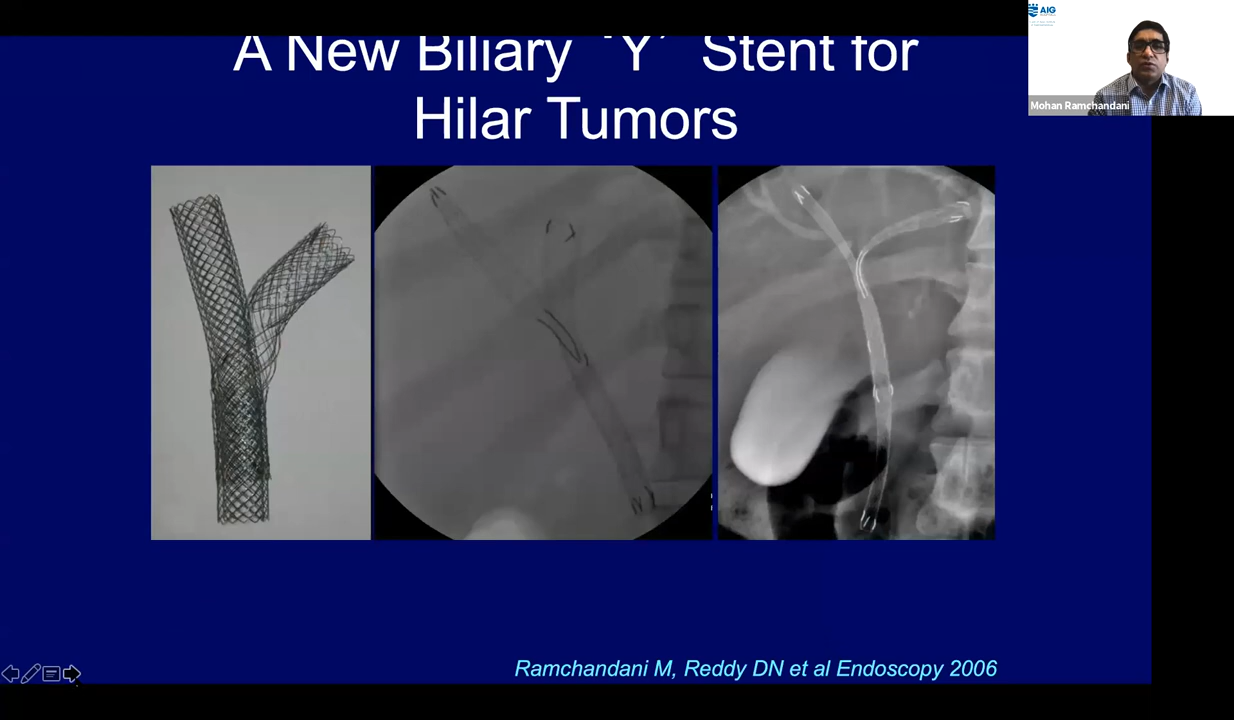 A New Biliary ‘Y’ Stent for
Hilar Tumors
AIG
Mohan Ramchandani
Ramchandani M, Reddy DN et al Endoscopy 2006